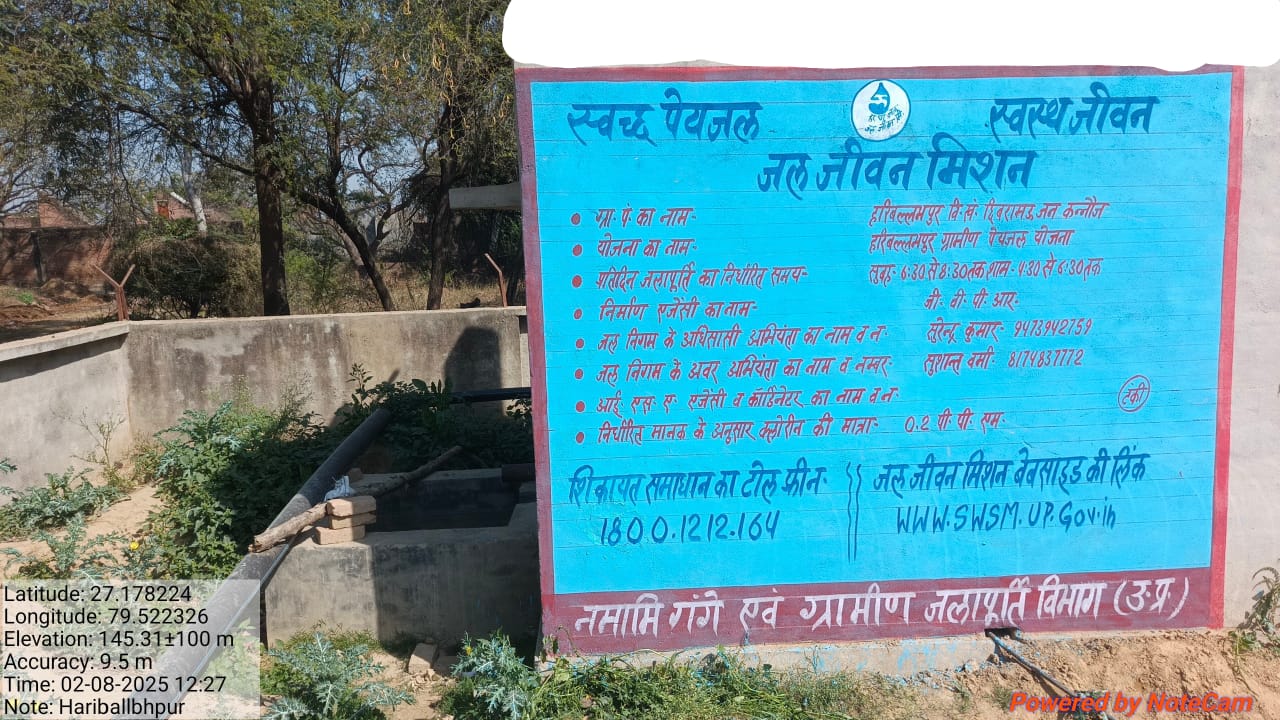 स्वच्छ पेयजल स्वस्थ जीवन
जल जीवन मिशन
ग्रा॰ पं॰ का नाम- हरिबल्लमपुर वि॰ खं॰ छिबरामऊ, जन॰ कन्नौज
योजना का नाम- हरिबल्लमपुर ग्रामीण पेयजल योजना
प्रतिदिन जलापूर्ति का निर्धारित समय- सुबह- 6:30 से 8:30 तक, शाम- 4:30 से 6:30 तक
निर्माण एजेंसी का नाम- जी॰ वी॰ पी॰ आर॰
जल निगम के अधिसासी अभियंता का नाम व न॰ सुरेन्द्र कुमार- 9473942759
जल निगम के अवर अभियंता का नाम व नम्बर- सुशान्त वर्मा- 8174837772
आई॰ एस॰ ए॰ एजेंसी व कॉर्डिनेटर का नाम व न॰
निर्धारित मानक के अनुसार क्लोरीन की मात्रा- 0.2 पी॰ पी॰ एम॰
शिकायत समाधान का टोल फ्री न॰ जल जीवन मिशन बेबसाइड की लिंक
1800.1212.164 WWW.SWSM.UP.Gov.in
नमामि गंगे एवं ग्रामीण जलापूर्ति विभाग (उ॰प्र॰)
Latitude: 27.178224
Longitude: 79.522326
Elevation: 145.31±100 m
Accuracy: 9.5 m
Time: 02-08-2025 12:27
Note: Hariballbhpur
Powered by NoteCam